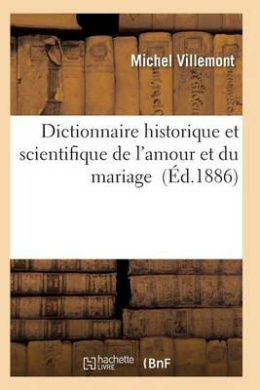 Michel Villemont
Dictionnaire historique et
scientifique de l'amour et du
mariage (Éd.1886)
hachette
LIVRE
{BnF